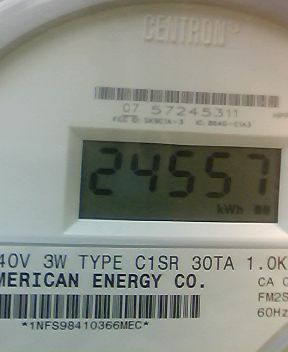 CENTRON®
07 57245311
24557
kWh
40V 3W TYPE C1SR 30TA 1.0K
MERICAN ENERGY CO.
CA 0
FM2S
60Hz
*1NFS98410366MEC*